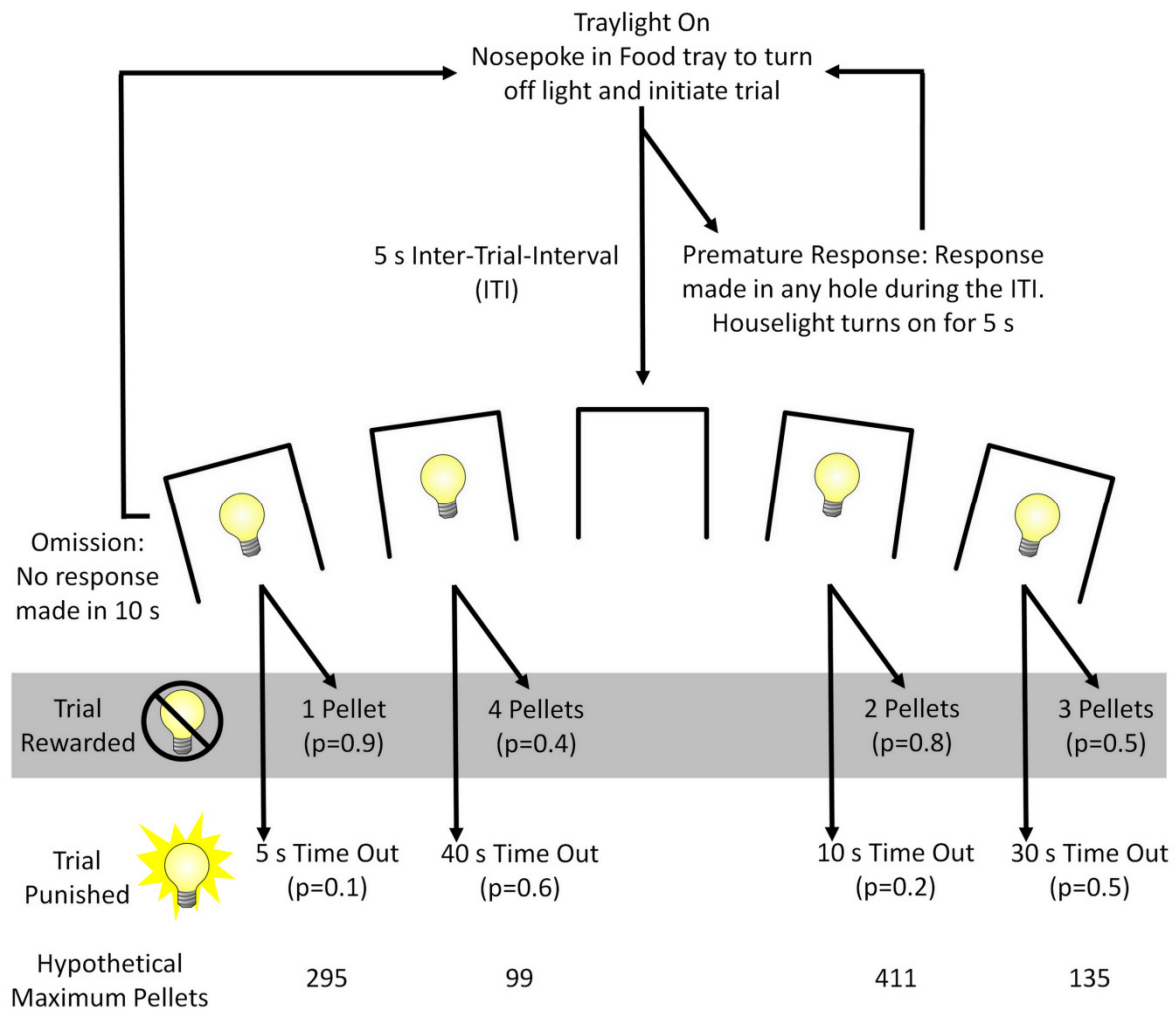 Traylight On
Nosepoke in Food tray to turn
off light and initiate trial
5 s Inter-Trial-Interval
(ITI)
Premature Response: Response
made in any hole during the ITI.
Houselight turns on for 5 s
Omission:
No response
made in 10 s
Trial
Rewarded
1 Pellet
(p=0.9)
4 Pellets
(p=0.4)
2 Pellets
(p=0.8)
3 Pellets
(p=0.5)
Trial
Punished
5 s Time Out
(p=0.1)
40 s Time Out
(p=0.6)
10 s Time Out
(p=0.2)
30 s Time Out
(p=0.5)
Hypothetical
Maximum Pellets
295
99
411
135